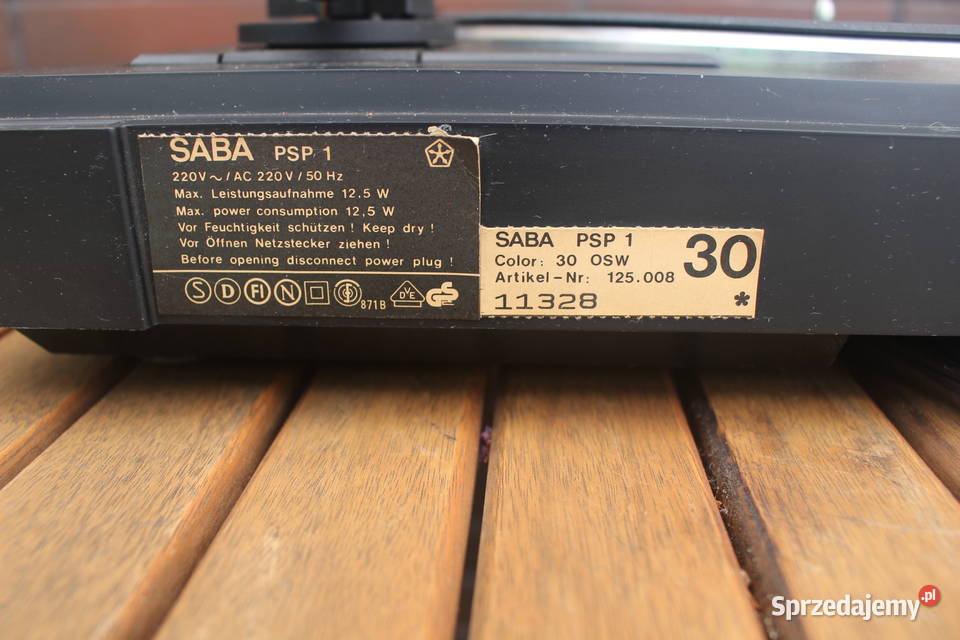 SABA PSP 1
220V ~ / AC 220 V / 50 Hz
Max. Leistungsaufnahme 12.5 W
Max. power consumption 12,5 W
Vor Feuchtigkeit schützen ! Keep dry !
Vor Öffnen Netzstecker ziehen !
Before opening disconnect power plug !
S D FI N 871B DVE GS
SABA PSP 1
Color: 30 OSW
Artikel-Nr: 125.008
11328
30
*
Sprzedajemy.pl